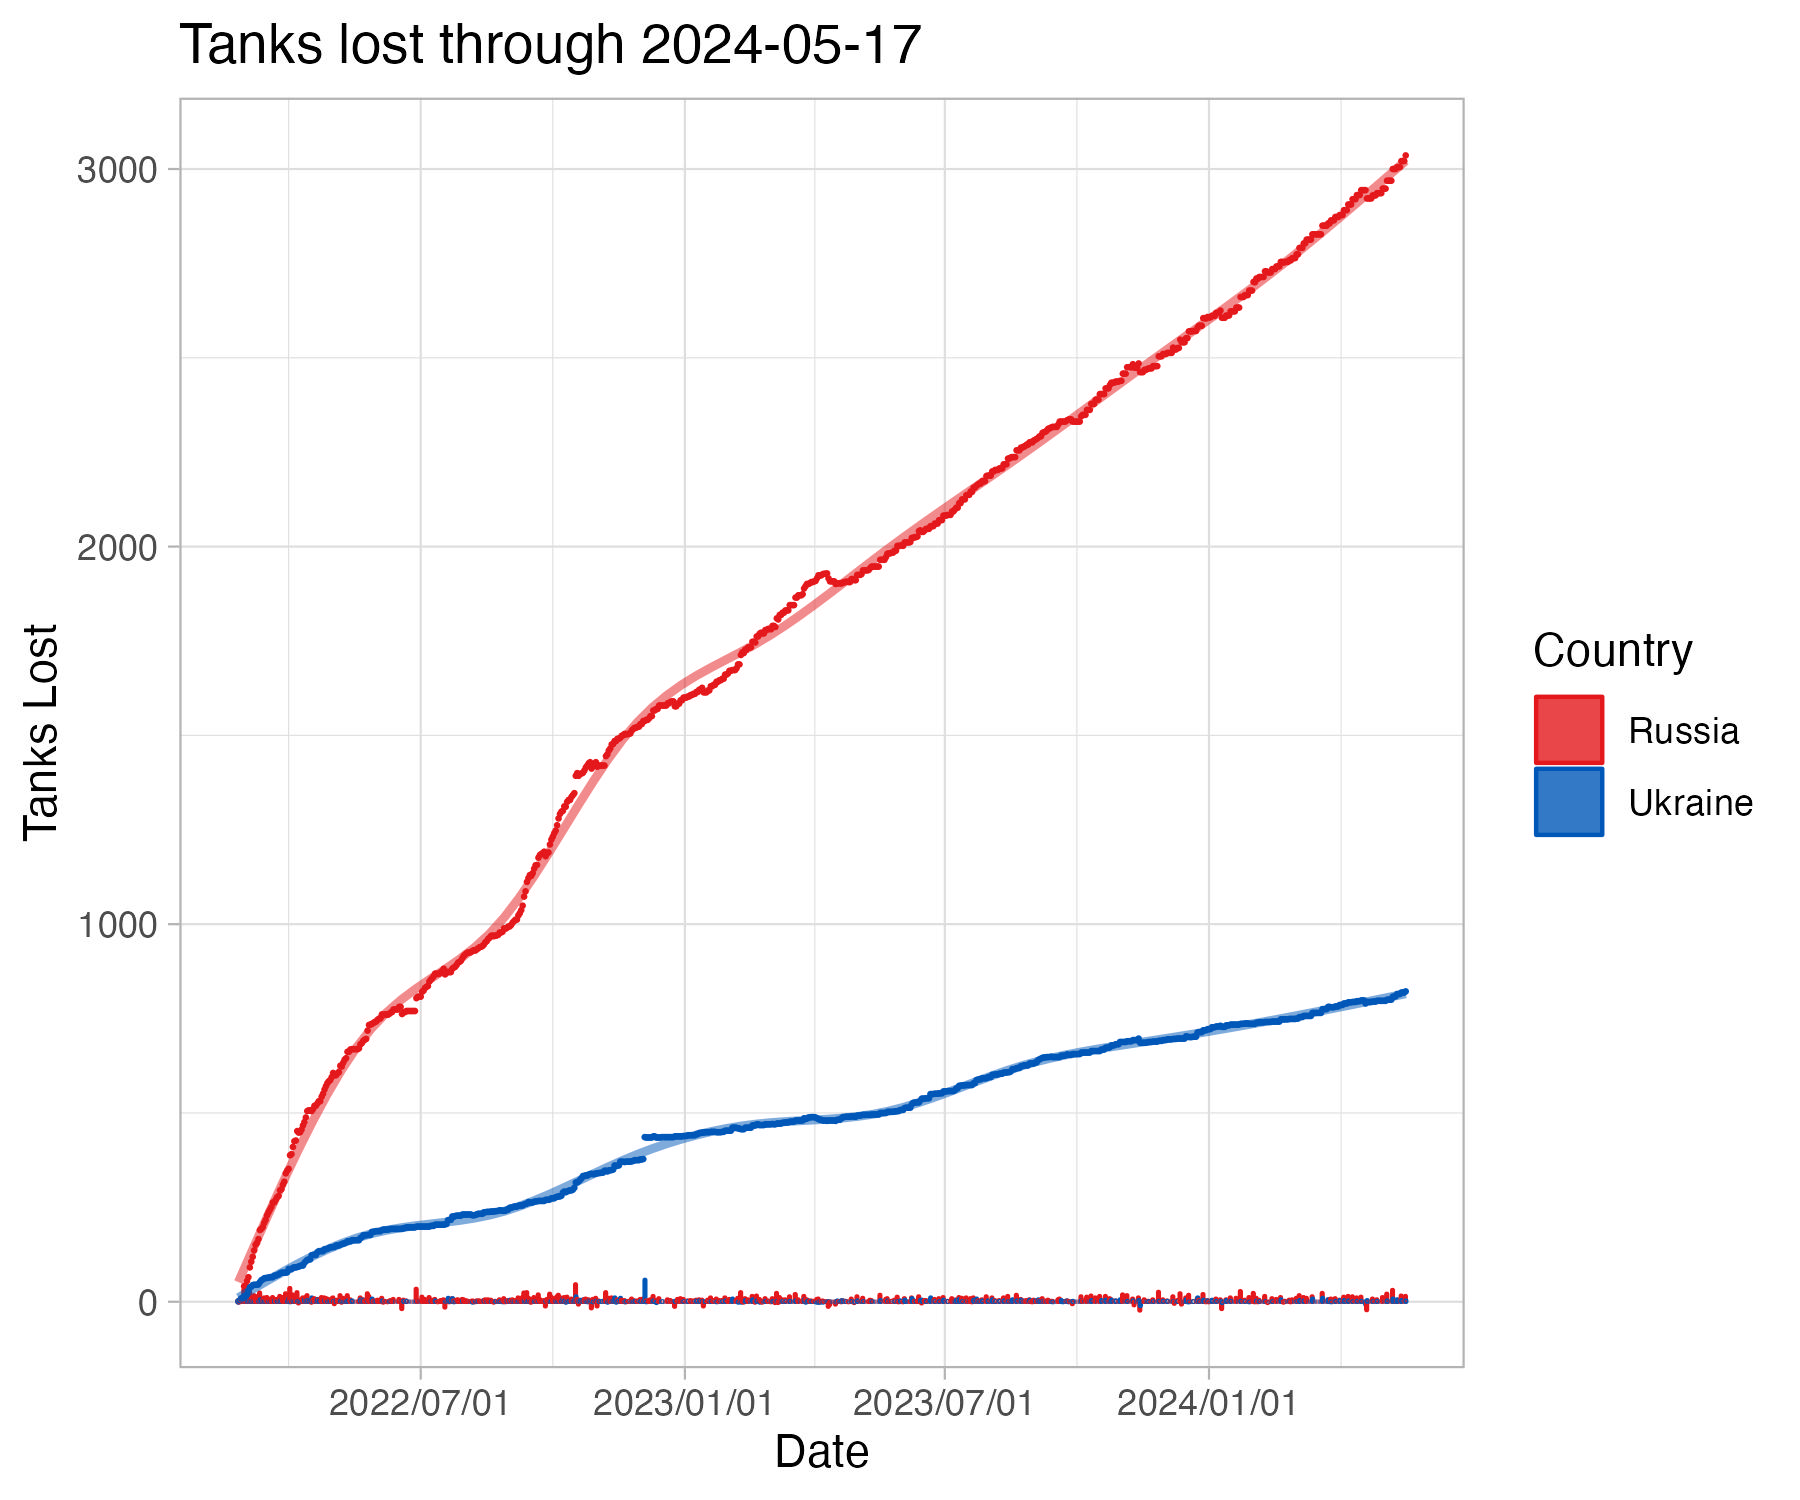 Tanks lost through 2024-05-17
Tanks Lost
3000
2000
1000
0
2022/07/01
2023/01/01
2023/07/01
2024/01/01
Date
Country
Russia
Ukraine